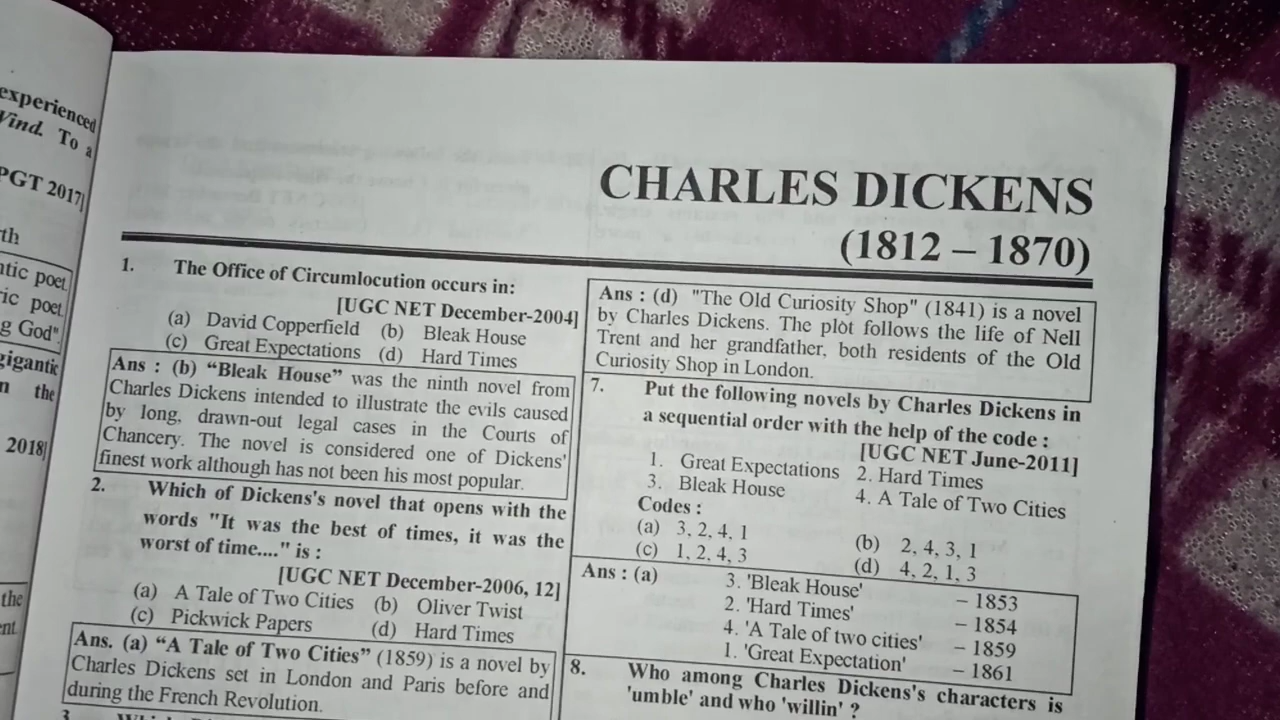 experienced
Vind. To a
PGT 2017]
th
ntic poet.
ric poet.
g God".
gigantic
n the
2018]
the
ent.
CHARLES DICKENS
(1812 – 1870)
1. The Office of Circumlocution occurs in:
[UGC NET December-2004]
(a) David Copperfield (b) Bleak House
(c) Great Expectations (d) Hard Times
Ans : (b) “Bleak House” was the ninth novel from
Charles Dickens intended to illustrate the evils caused
by long, drawn-out legal cases in the Courts of
Chancery. The novel is considered one of Dickens'
finest work although has not been his most popular.
2. Which of Dickens's novel that opens with the
words "It was the best of times, it was the
worst of time...." is :
[UGC NET December-2006, 12]
(a) A Tale of Two Cities (b) Oliver Twist
(c) Pickwick Papers (d) Hard Times
Ans. (a) “A Tale of Two Cities” (1859) is a novel by
Charles Dickens set in London and Paris before and
during the French Revolution.
3.
Ans : (d) "The Old Curiosity Shop" (1841) is a novel
by Charles Dickens. The plot follows the life of Nell
Trent and her grandfather, both residents of the Old
Curiosity Shop in London.
7. Put the following novels by Charles Dickens in
a sequential order with the help of the code :
[UGC NET June-2011]
1. Great Expectations 2. Hard Times
3. Bleak House 4. A Tale of Two Cities
Codes :
(a) 3, 2, 4, 1 (b) 2, 4, 3, 1
(c) 1, 2, 4, 3 (d) 4, 2, 1, 3
Ans : (a) 3. 'Bleak House' – 1853
2. 'Hard Times' – 1854
4. 'A Tale of two cities' – 1859
1. 'Great Expectation' – 1861
8. Who among Charles Dickens's characters is
'umble' and who 'willin' ?